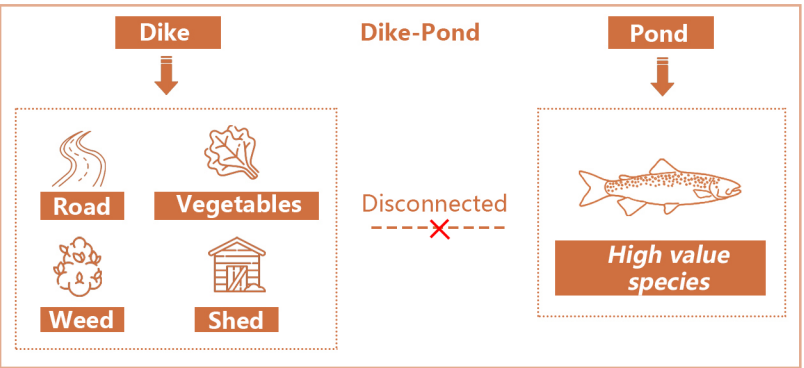 Dike
Dike-Pond
Pond
Road
Vegetables
Weed
Shed
Disconnected
High value
species